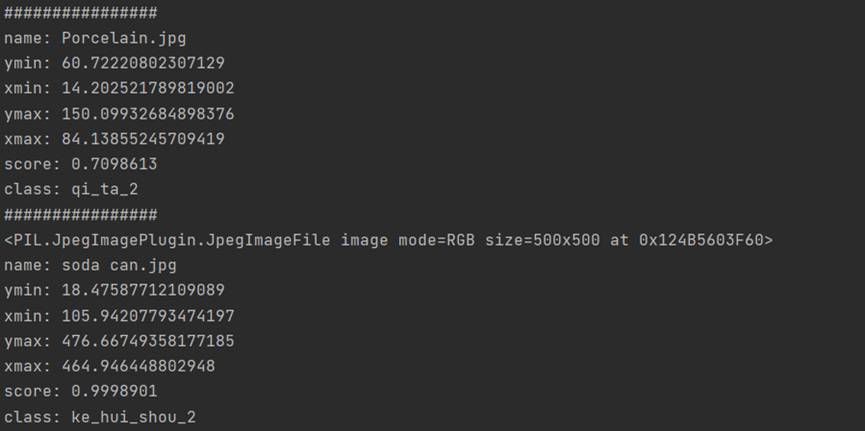 ################
name: Porcelain.jpg
ymin: 60.72220802307129
xmin: 14.202521789819002
ymax: 150.09932684898376
xmax: 84.13855245709419
score: 0.7098613
class: qi_ta_2
################
<PIL.JpegImagePlugin.JpegImageFile image mode=RGB size=500x500 at 0x124B5603F60>
name: soda can.jpg
ymin: 18.47587712109089
xmin: 105.94207793474197
ymax: 476.66749358177185
xmax: 464.946448802948
score: 0.9998901
class: ke_hui_shou_2